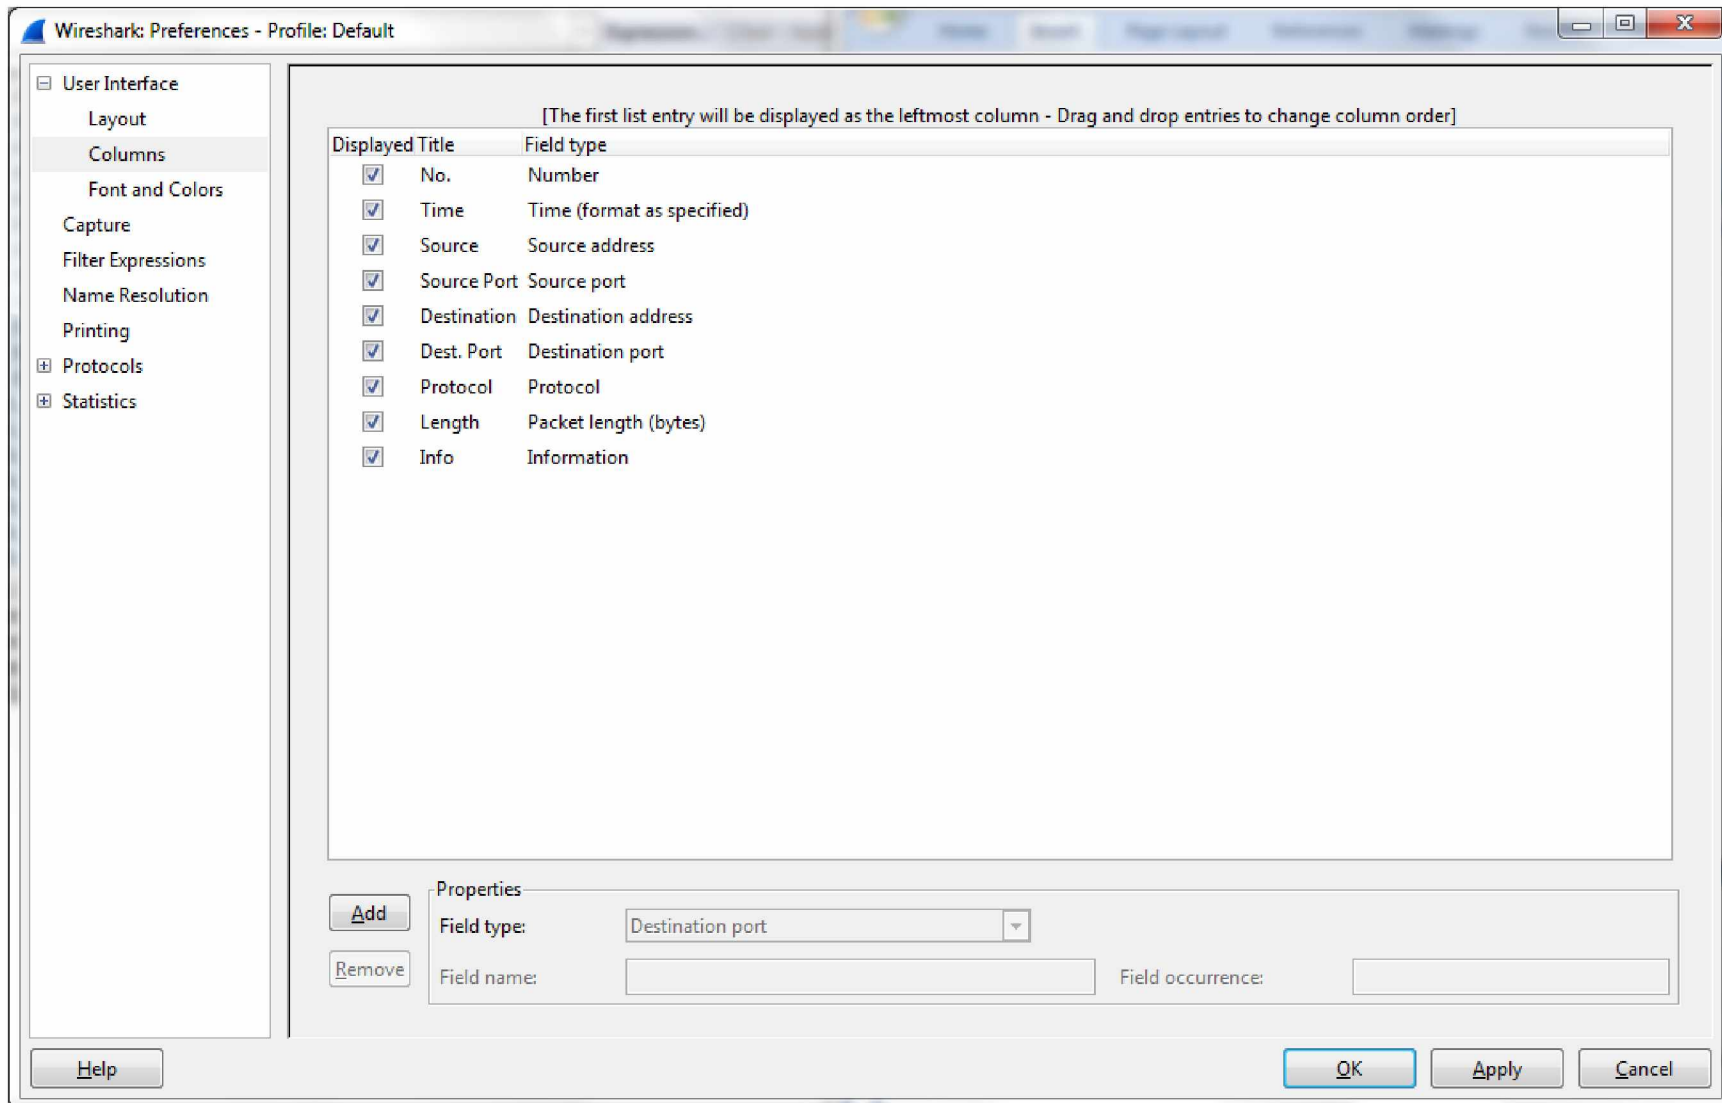 Wireshark: Preferences - Profile: Default
User Interface
Layout
Columns
Font and Colors
Capture
Filter Expressions
Name Resolution
Printing
Protocols
Statistics
[The first list entry will be displayed as the leftmost column - Drag and drop entries to change column order]
Displayed Title Field type
No. Number
Time Time (format as specified)
Source Source address
Source Port Source port
Destination Destination address
Dest. Port Destination port
Protocol Protocol
Length Packet length (bytes)
Info Information
Add
Remove
Properties
Field type: Destination port
Field name: Field occurrence:
Help
OK
Apply
Cancel